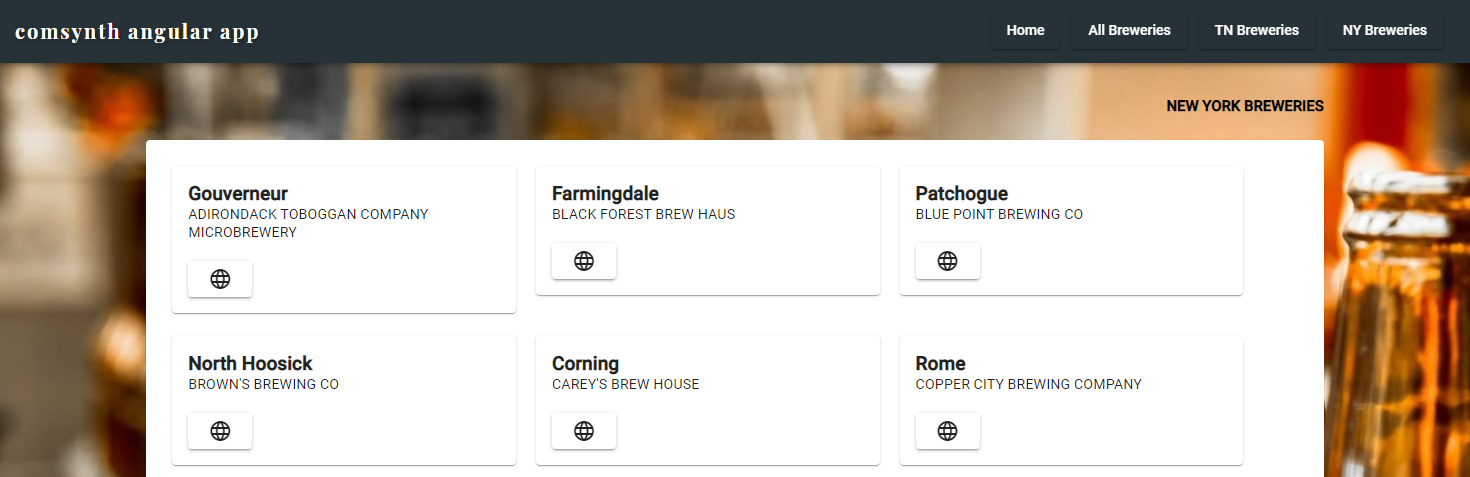 comsynth angular app
Home
All Breweries
TN Breweries
NY Breweries
NEW YORK BREWERIES
Gouverneur
ADIRONDACK TOBOGGAN COMPANY
MICROBREWERY
Farmingdale
BLACK FOREST BREW HAUS
Patchogue
BLUE POINT BREWING CO
North Hoosick
BROWN'S BREWING CO
Corning
CAREY'S BREW HOUSE
Rome
COPPER CITY BREWING COMPANY